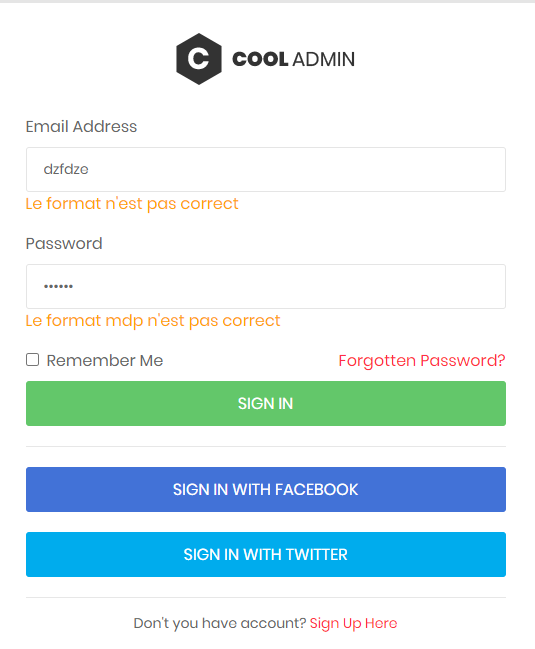 C COOL ADMIN
Email Address
dzfdze
Le format n'est pas correct
Password
••••••
Le format mdp n'est pas correct
Remember Me Forgotten Password?
SIGN IN
SIGN IN WITH FACEBOOK
SIGN IN WITH TWITTER
Don't you have account? Sign Up Here